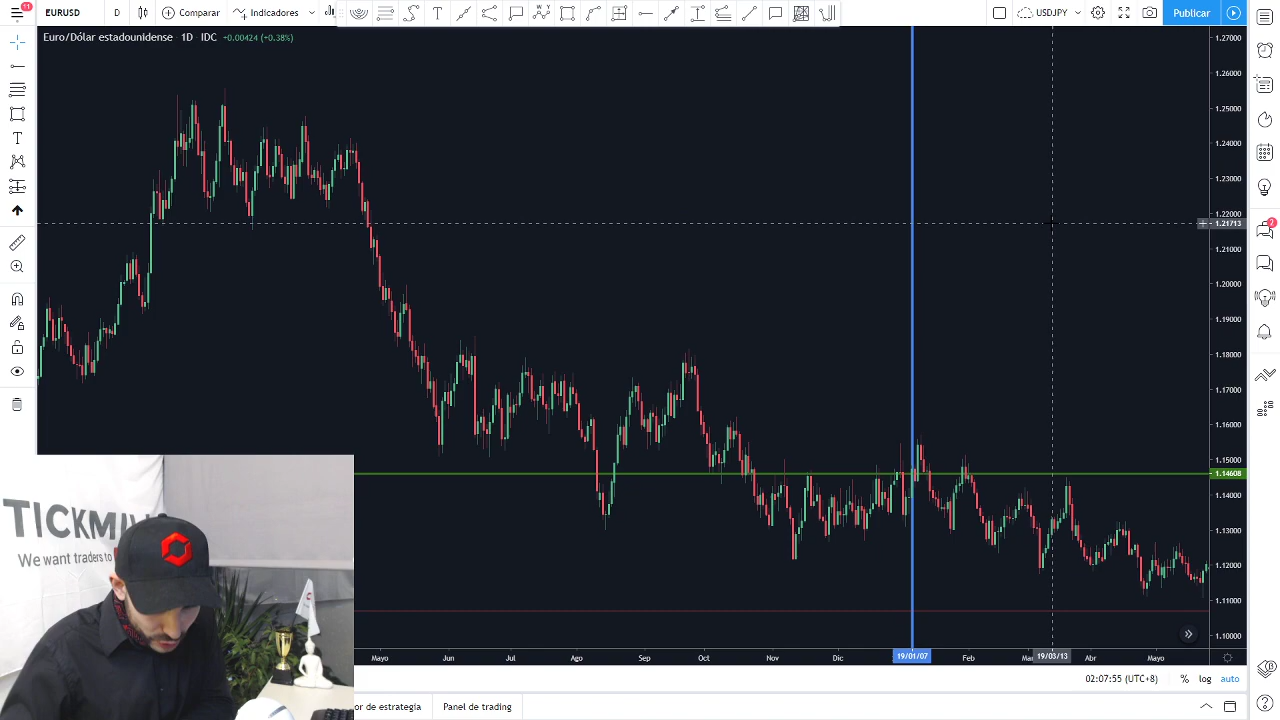 11
EURUSD
D
Comparar
Indicadores
USDJPY
Publicar
Euro/Dólar estadounidense · 1D · IDC
+0.00424 (+0.38%)
1.27000
1.26000
1.25000
1.24000
1.23000
1.22000
1.21713
1.21000
1.20000
1.19000
1.18000
1.17000
1.16000
1.15000
1.14608
1.14000
1.13000
1.12000
1.11000
1.10000
2
TICKMILL
We want traders to
Mayo
Jun
Jul
Ago
Sep
Oct
Nov
Dic
19/01/07
Feb
19/03/13
Abr
Mayo
02:07:55 (UTC+8)
%
log
auto
or de estrategia
Panel de trading